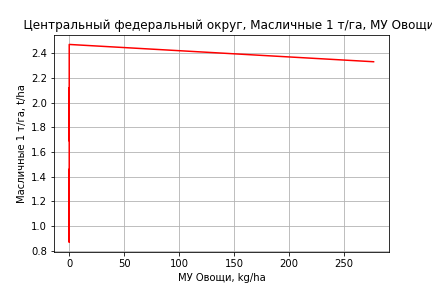 Центральный федеральный округ, Масличные 1 т/га, МУ Овощи
2.4
2.2
2.0
1.8
1.6
1.4
1.2
1.0
0.8
Масличные 1 т/га, t/ha
0 50 100 150 200 250
МУ Овощи, kg/ha